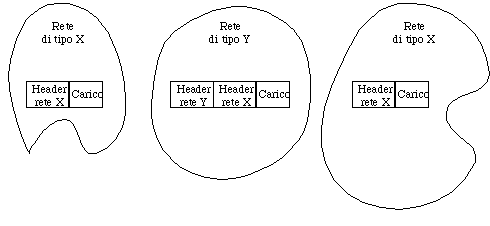 Rete
di tipo X
Header
rete X
Carico
Rete
di tipo Y
Header
rete Y
Header
rete X
Carico
Rete
di tipo X
Header
rete X
Carico